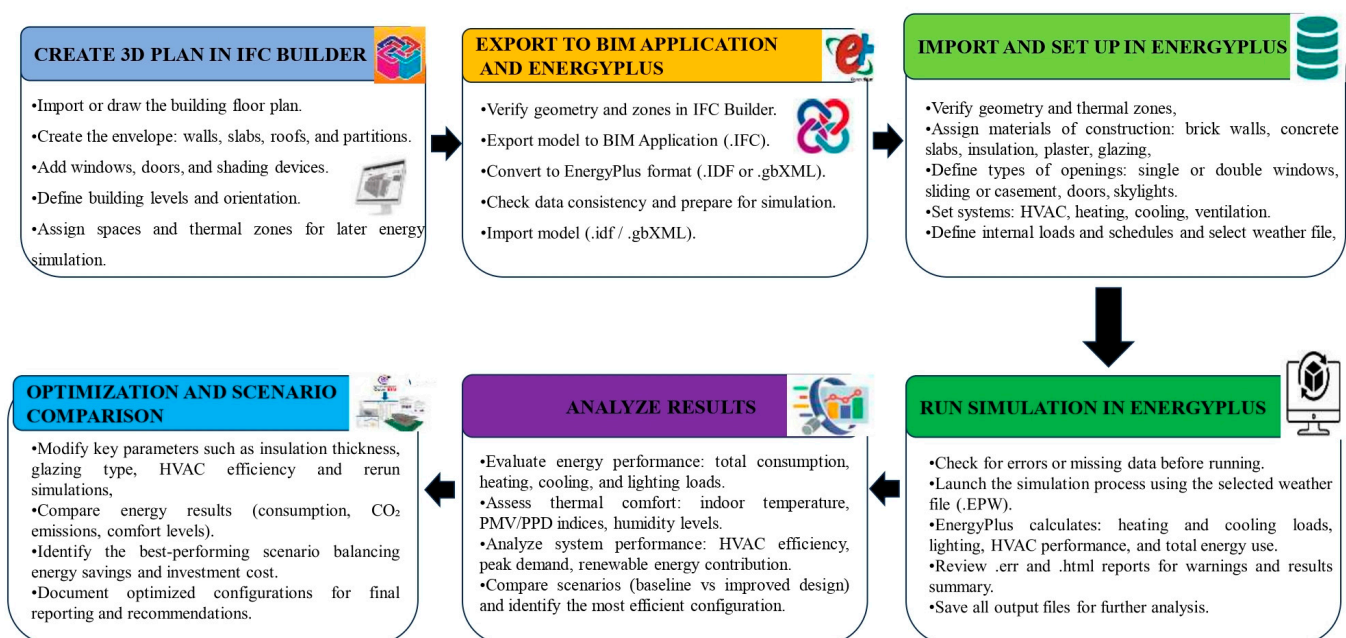 CREATE 3D PLAN IN IFC BUILDER
•Import or draw the building floor plan.
•Create the envelope: walls, slabs, roofs, and partitions.
•Add windows, doors, and shading devices.
•Define building levels and orientation.
•Assign spaces and thermal zones for later energy
simulation.
EXPORT TO BIM APPLICATION
AND ENERGYPLUS
•Verify geometry and zones in IFC Builder.
•Export model to BIM Application (.IFC).
•Convert to EnergyPlus format (.IDF or .gbXML).
•Check data consistency and prepare for simulation.
•Import model (.idf / .gbXML).
IMPORT AND SET UP IN ENERGYPLUS
•Verify geometry and thermal zones,
•Assign materials of construction: brick walls, concrete
slabs, insulation, plaster, glazing,
•Define types of openings: single or double windows,
sliding or casement, doors, skylights.
•Set systems: HVAC, heating, cooling, ventilation.
•Define internal loads and schedules and select weather file,
OPTIMIZATION AND SCENARIO
COMPARISON
•Modify key parameters such as insulation thickness,
glazing type, HVAC efficiency and rerun
simulations,
•Compare energy results (consumption, CO₂
emissions, comfort levels).
•Identify the best-performing scenario balancing
energy savings and investment cost.
•Document optimized configurations for final
reporting and recommendations.
ANALYZE RESULTS
•Evaluate energy performance: total consumption,
heating, cooling, and lighting loads.
•Assess thermal comfort: indoor temperature,
PMV/PPD indices, humidity levels.
•Analyze system performance: HVAC efficiency,
peak demand, renewable energy contribution.
•Compare scenarios (baseline vs improved design)
and identify the most efficient configuration.
RUN SIMULATION IN ENERGYPLUS
•Check for errors or missing data before running.
•Launch the simulation process using the selected weather
file (.EPW).
•EnergyPlus calculates: heating and cooling loads,
lighting, HVAC performance, and total energy use.
•Review .err and .html reports for warnings and results
summary.
•Save all output files for further analysis.